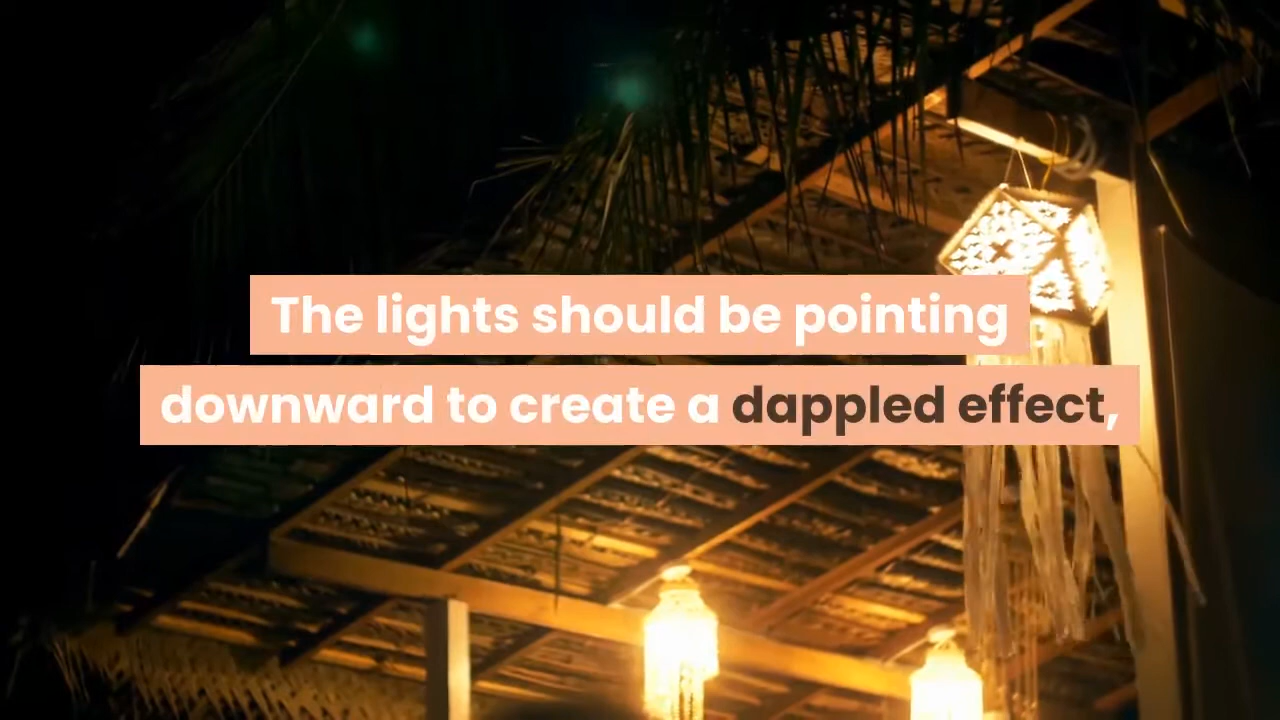 The lights should be pointing
downward to create a dappled effect,